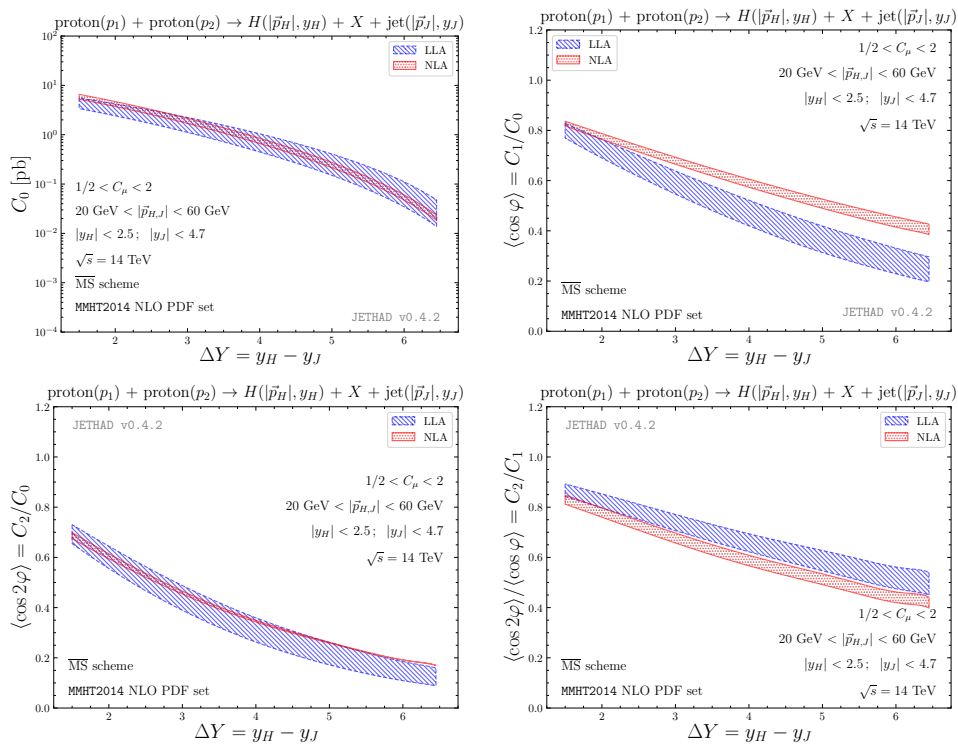 proton(p₁) + proton(p₂) → H(|p⃗_H|, y_H) + X + jet(|p⃗_J|, y_J)
LLA
NLA
10²
10¹
10⁰
10⁻¹
10⁻²
10⁻³
10⁻⁴
C₀ [pb]
1/2 < C_μ < 2
20 GeV < |p⃗_{H,J}| < 60 GeV
|y_H| < 2.5 ; |y_J| < 4.7
√s = 14 TeV
M̅S̅ scheme
MMHT2014 NLO PDF set
JETHAD v0.4.2
2 3 4 5 6
ΔY = y_H − y_J
proton(p₁) + proton(p₂) → H(|p⃗_H|, y_H) + X + jet(|p⃗_J|, y_J)
LLA
NLA
1/2 < C_μ < 2
20 GeV < |p⃗_{H,J}| < 60 GeV
|y_H| < 2.5 ; |y_J| < 4.7
√s = 14 TeV
1.2
1.0
0.8
0.6
0.4
0.2
0.0
⟨cos φ⟩ = C₁/C₀
M̅S̅ scheme
MMHT2014 NLO PDF set
JETHAD v0.4.2
2 3 4 5 6
ΔY = y_H − y_J
proton(p₁) + proton(p₂) → H(|p⃗_H|, y_H) + X + jet(|p⃗_J|, y_J)
JETHAD v0.4.2
LLA
NLA
1/2 < C_μ < 2
20 GeV < |p⃗_{H,J}| < 60 GeV
|y_H| < 2.5 ; |y_J| < 4.7
√s = 14 TeV
1.2
1.0
0.8
0.6
0.4
0.2
0.0
⟨cos 2φ⟩ = C₂/C₀
M̅S̅ scheme
MMHT2014 NLO PDF set
2 3 4 5 6
ΔY = y_H − y_J
proton(p₁) + proton(p₂) → H(|p⃗_H|, y_H) + X + jet(|p⃗_J|, y_J)
JETHAD v0.4.2
LLA
NLA
1.2
1.0
0.8
0.6
0.4
0.2
0.0
⟨cos 2φ⟩/⟨cos φ⟩ = C₂/C₁
1/2 < C_μ < 2
20 GeV < |p⃗_{H,J}| < 60 GeV
|y_H| < 2.5 ; |y_J| < 4.7
√s = 14 TeV
M̅S̅ scheme
MMHT2014 NLO PDF set
2 3 4 5 6
ΔY = y_H − y_J